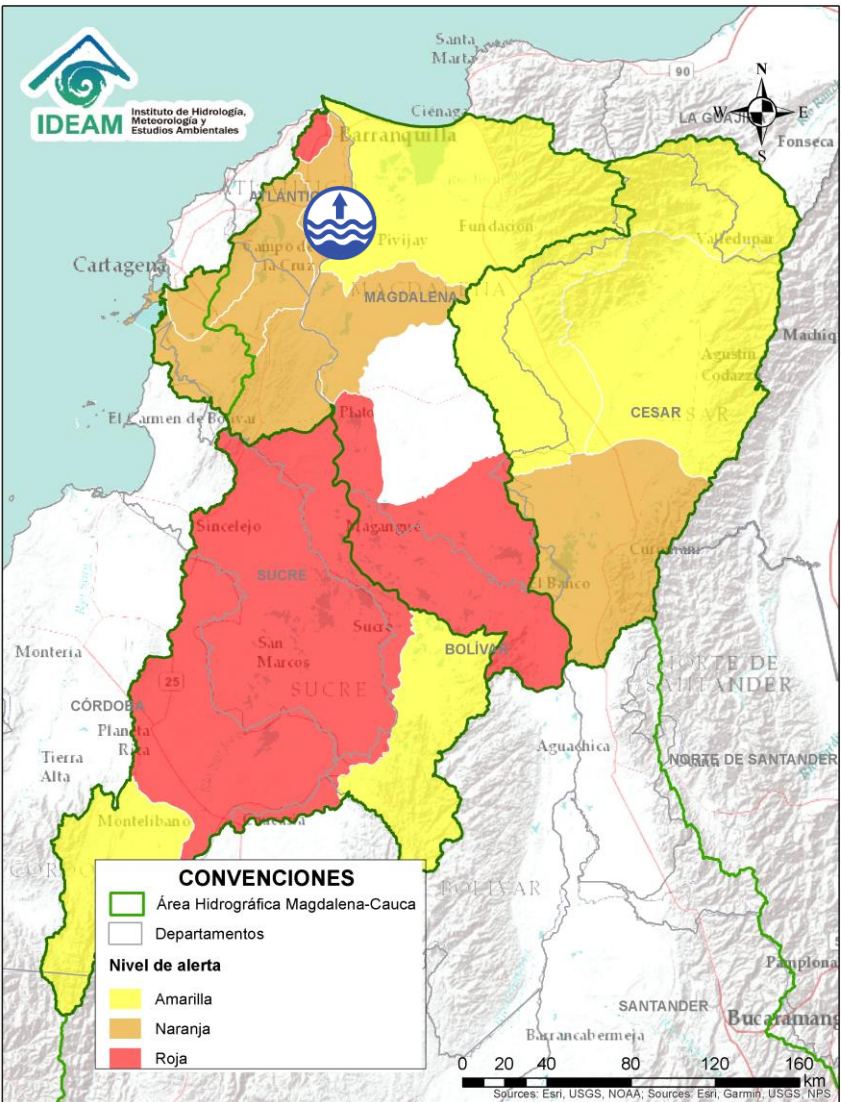 IDEAM
Instituto de Hidrología,
Meteorología y
Estudios Ambientales
Santa
Marta
90
N
W
E
S
LA GUAJIRA
Fonseca
Ciénaga
Barranquilla
ATLÁNTICO
Fundación
Pivijay
Valledupar
Campo de
la Cruz
Cartagena
MAGDALENA
MAGDALENA
Agustín
Codazzi
CESAR
CESAR
El Carmen de Bolívar
Plato
Sincelejo
Magangué
SUCRE
El Banco
Curumaní
Sucre
BOLÍVAR
San
Marcos
SUCRE
Montería
25
CÓRDOBA
Planeta
Rica
Tierra
Alta
NORTE DE
SANTANDER
NORTE DE SANTANDER
Aguachica
Montelíbano
BOLÍVAR
CONVENCIONES
Área Hidrográfica Magdalena-Cauca
Departamentos
Nivel de alerta
Amarilla
Naranja
Roja
Pamplona
SANTANDER
Bucaramang
Barrancabermeja
0 20 40 80 120 160
km
Sources: Esri, USGS, NOAA; Sources: Esri, Garmin, USGS, NPS